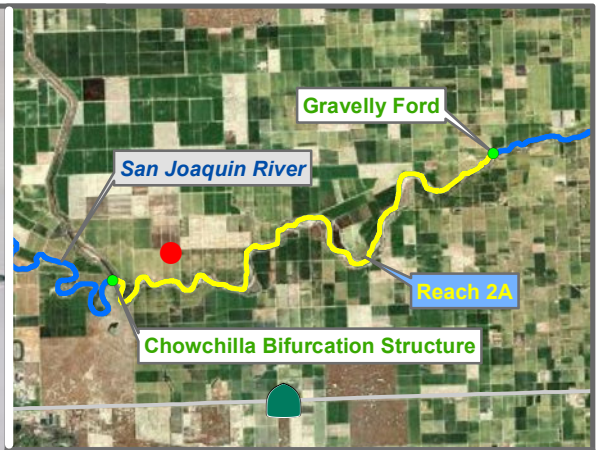 Gravelly Ford
San Joaquin River
Reach 2A
Chowchilla Bifurcation Structure